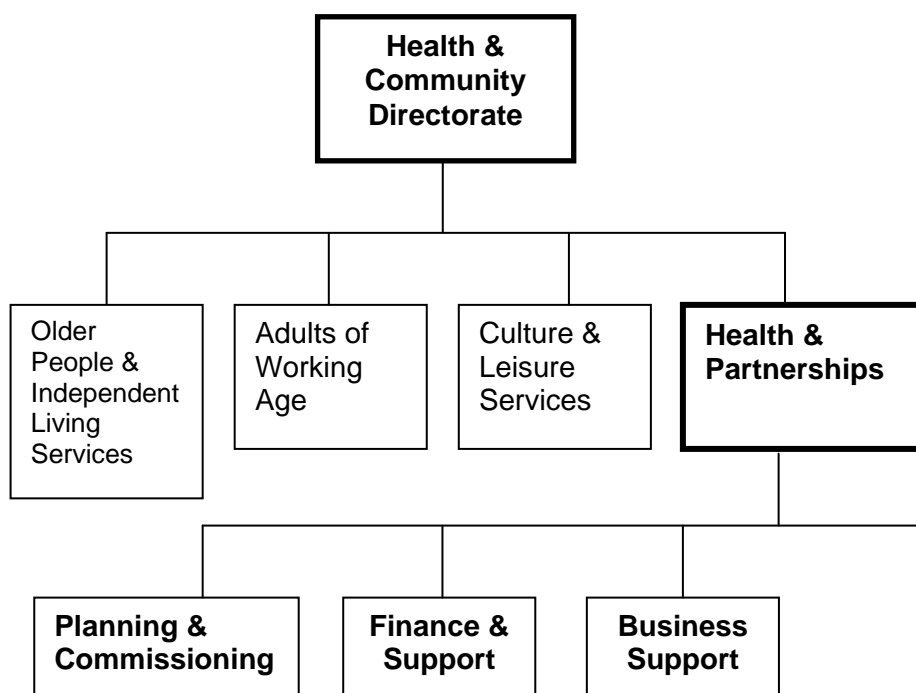 Health &
Community
Directorate
Older
People &
Independent
Living
Services
Adults of
Working
Age
Culture &
Leisure
Services
Health &
Partnerships
Planning &
Commissioning
Finance &
Support
Business
Support